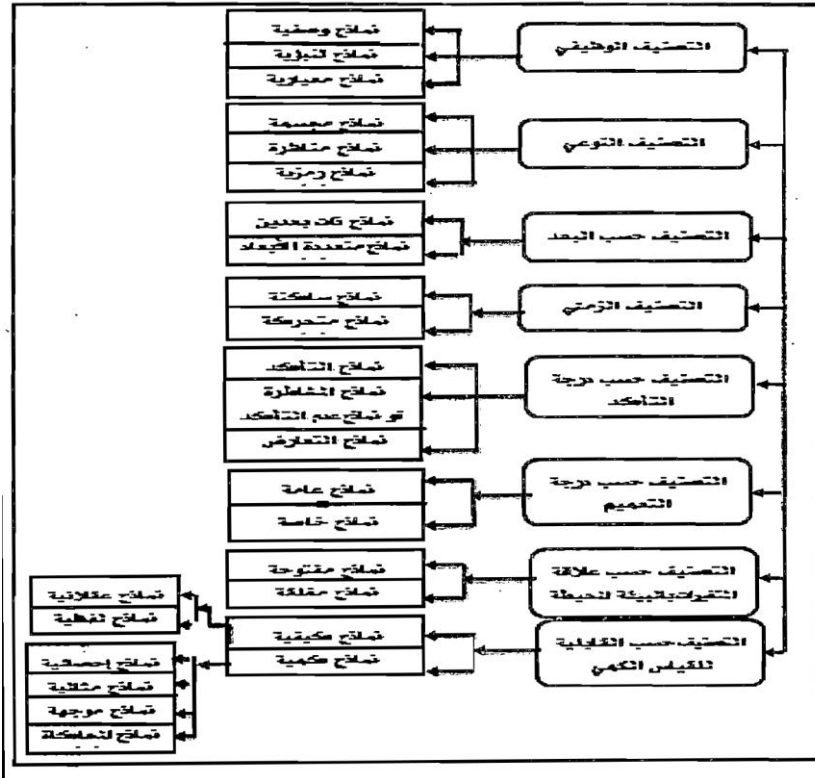 التصنيف الوظيفي
نماذج وصفية
نماذج تنبؤية
نماذج معيارية
التصنيف النوعي
نماذج مجسمة
نماذج متناظرة
نماذج رمزية
التصنيف حسب البعد
نماذج ذات بعدين
نماذج متعددة الأبعاد
التصنيف الزمني
نماذج ساكنة
نماذج متحركة
التصنيف حسب درجة
التأكد
نماذج التأكد
نماذج المخاطرة
أو نماذج عدم التأكد
نماذج التعارض
التصنيف حسب درجة
التعميم
نماذج عامة
نماذج خاصة
التصنيف حسب علاقة
المتغيرات بالبيئة المحيطة
نماذج مفتوحة
نماذج مغلقة
التصنيف حسب القابلية
للقياس الكمي
نماذج كيفية
نماذج كمية
نماذج عقلانية
نماذج لفظية
نماذج إحصائية
نماذج مثالية
نماذج موجهة
نماذج المحاكاة